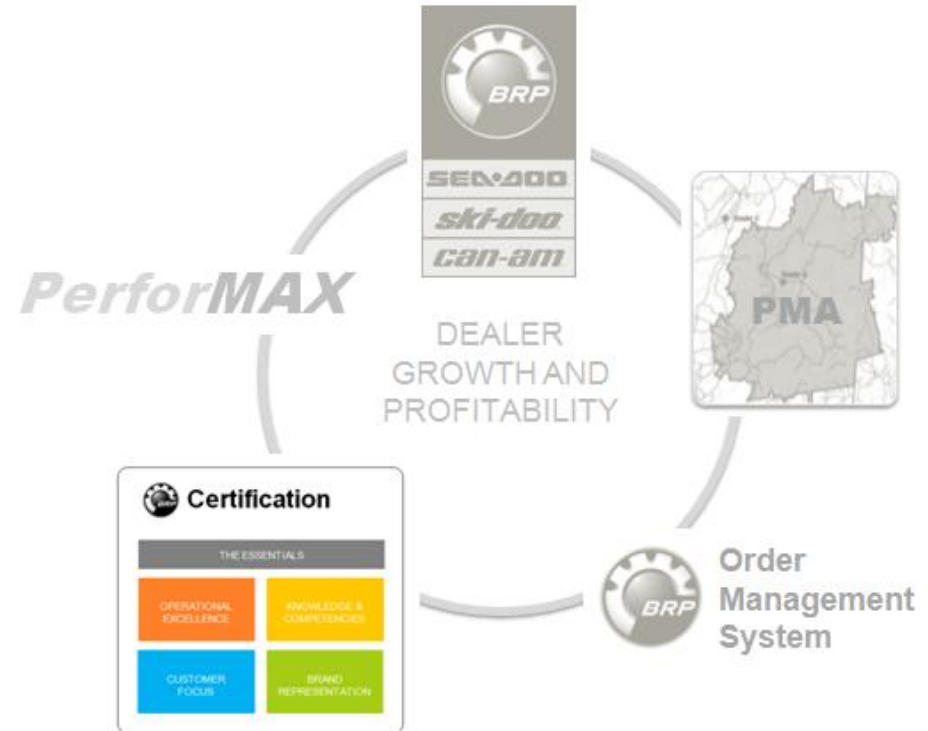 BRP
SEA-DOO
ski-doo
can-am
PerforMAX
PMA
DEALER
GROWTH AND
PROFITABILITY
BRP Certification
THE ESSENTIALS
OPERATIONAL
EXCELLENCE
KNOWLEDGE &
COMPETENCIES
CUSTOMER
FOCUS
BRAND
REPRESENTATION
BRP
Order
Management
System